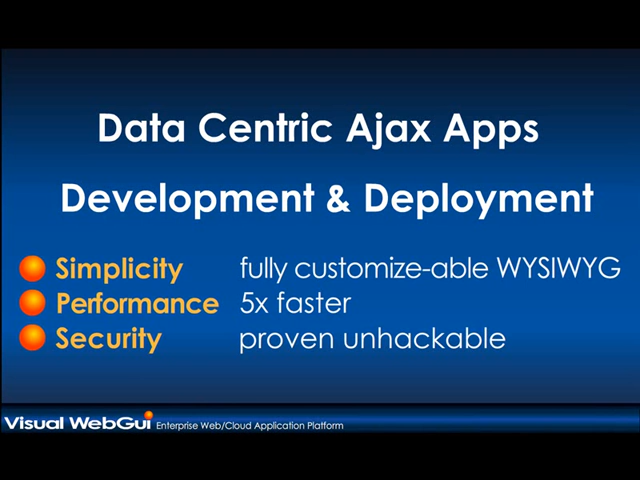 Data Centric Ajax Apps
Development & Deployment
Simplicity fully customize-able WYSIWYG
Performance 5x faster
Security proven unhackable
Visual WebGui Enterprise Web/Cloud Application Platform